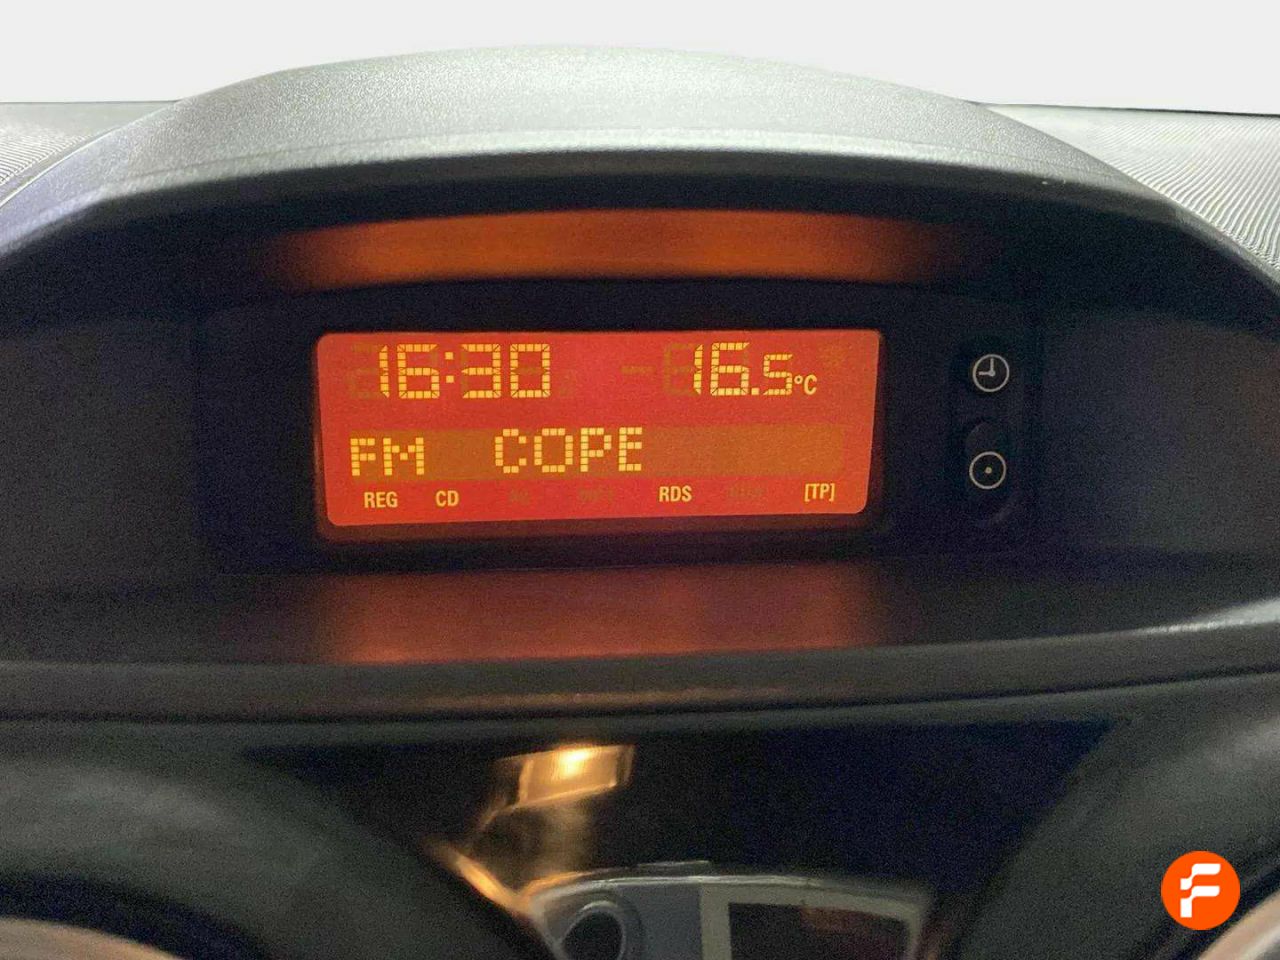 16:30 16.5°C
FM COPE
REG CD RDS [TP]
F